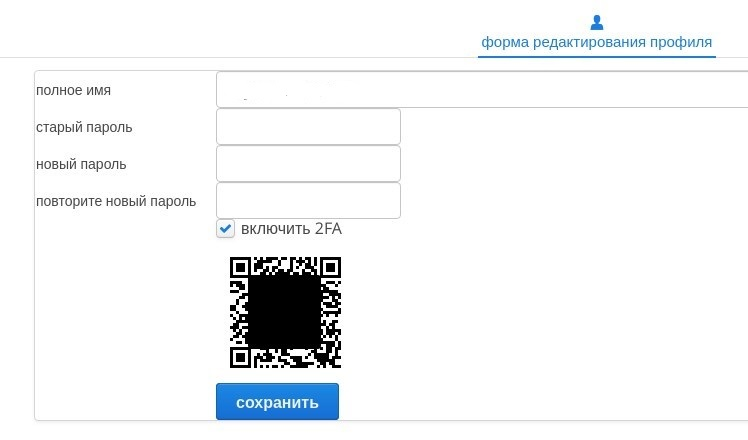 форма редактирования профиля
полное имя
старый пароль
новый пароль
повторите новый пароль
включить 2FA
сохранить